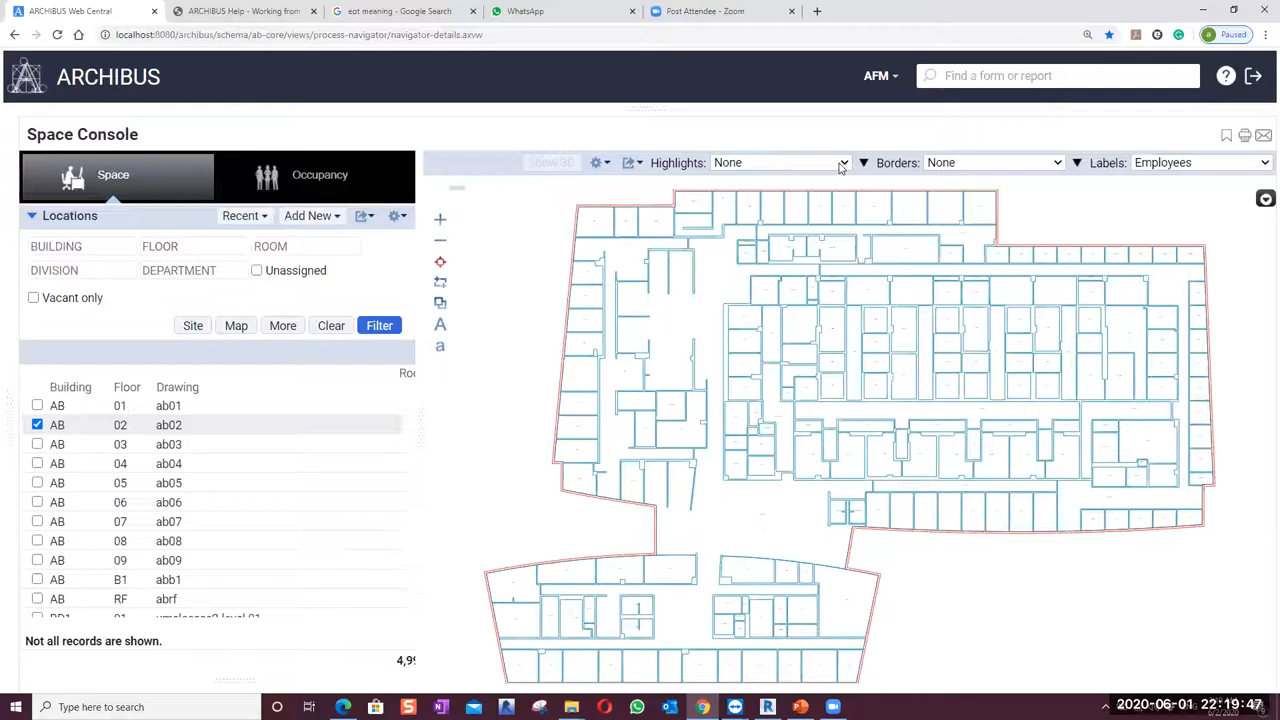 ARCHIBUS Web Central
ARCHIBUS Help - Working from
eot meaning - Google Search
WhatsApp
Post Attendee - Zoom
localhost:8080/archibus/schema/ab-core/views/process-navigator/navigator-details.axvw
Paused
ARCHIBUS
AFM
Find a form or report
Space Console
Space
Occupancy
Show 3D
Highlights: None
Borders: None
Labels: Employees
Locations
Recent
Add New
BUILDING FLOOR ROOM
DIVISION DEPARTMENT Unassigned
Vacant only
Site Map More Clear Filter
Roo
Building Floor Drawing
AB 01 ab01
AB 02 ab02
AB 03 ab03
AB 04 ab04
AB 05 ab05
AB 06 ab06
AB 07 ab07
AB 08 ab08
AB 09 ab09
AB B1 abb1
AB RF abrf
Not all records are shown.
4,99
A
a
Type here to search
2020-06-01 22:19:47